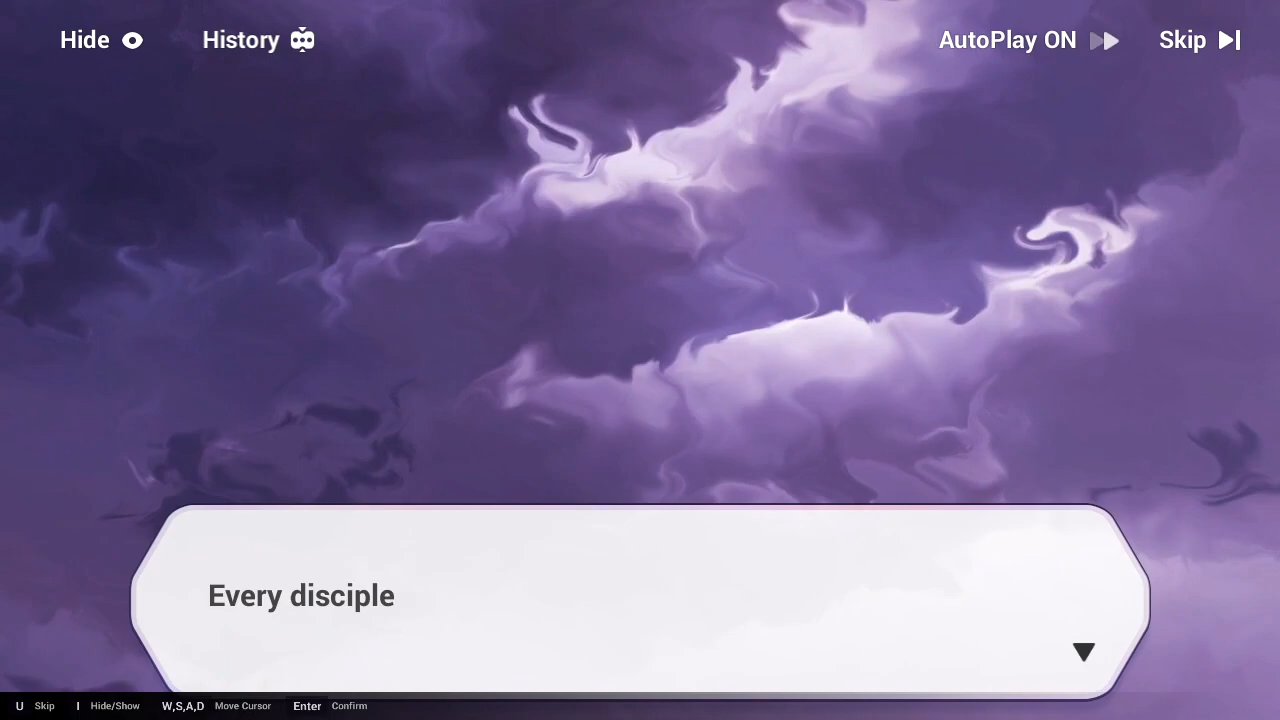 Hide
History
AutoPlay ON
Skip
Every disciple
U Skip I Hide/Show W,S,A,D Move Cursor Enter Confirm